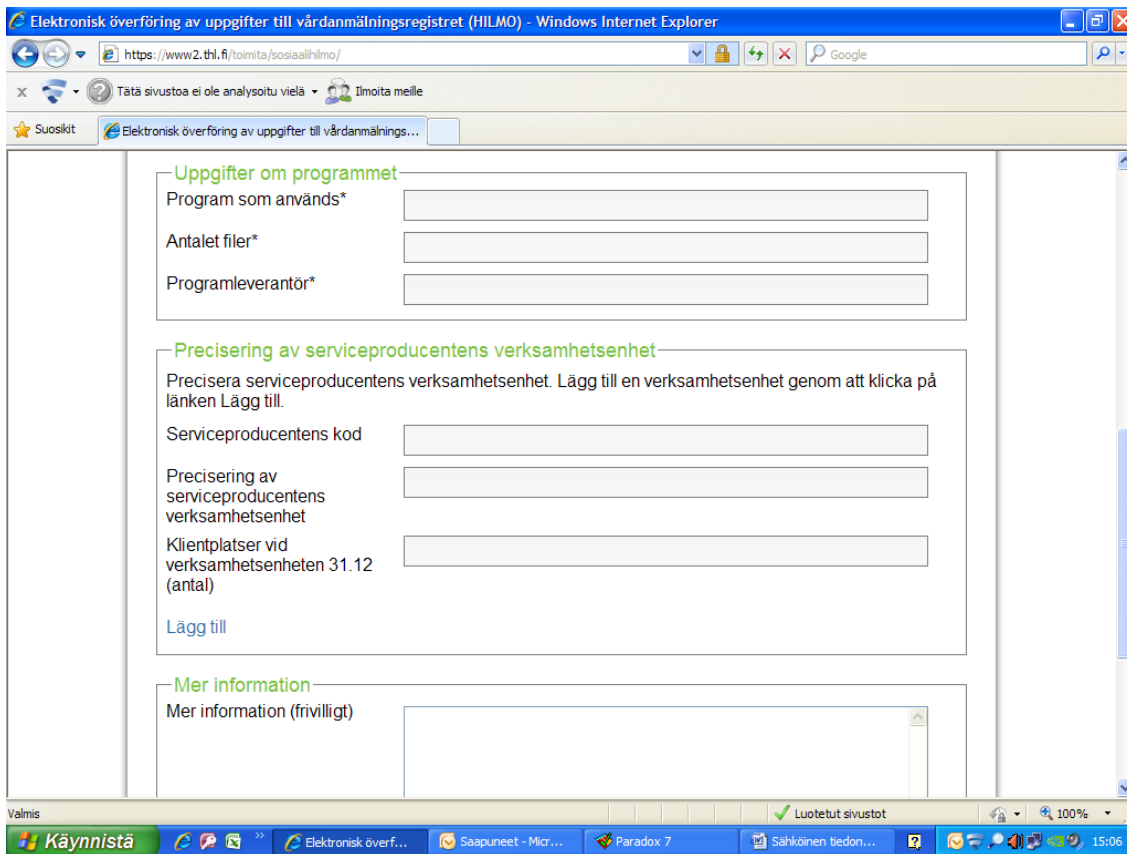 Elektronisk överföring av uppgifter till vårdanmälningsregistret (HILMO) - Windows Internet Explorer
https://www2.thl.fi/toimita/sosiaalihilmo/
Google
x
Tätä sivustoa ei ole analysoitu vielä
Ilmoita meille
Suosikit
Elektronisk överföring av uppgifter till vårdanmälnings...
Uppgifter om programmet
Program som används*
Antalet filer*
Programleverantör*
Precisering av serviceproducentens verksamhetsenhet
Precisera serviceproducentens verksamhetsenhet. Lägg till en verksamhetsenhet genom att klicka på
länken Lägg till.
Serviceproducentens kod
Precisering av
serviceproducentens
verksamhetsenhet
Klientplatser vid
verksamhetsenheten 31.12
(antal)
Lägg till
Mer information
Mer information (frivilligt)
Valmis
Luotetut sivustot
100%
Käynnistä
»
Elektronisk överf...
Saapuneet - Micr...
Paradox 7
Sähköinen tiedon...
15:06